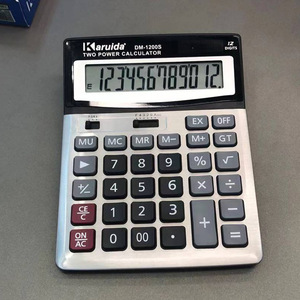 Karuida DM-1200S 12
TWO POWER CALCULATOR DIGITS
123456789012.
EX OFF
MU MC MR M- M+ GT
▶ 7 8 9 % √
+/- 4 5 6 × ÷
CE/C 1 2 3 + -
ON/AC 0 00 • =